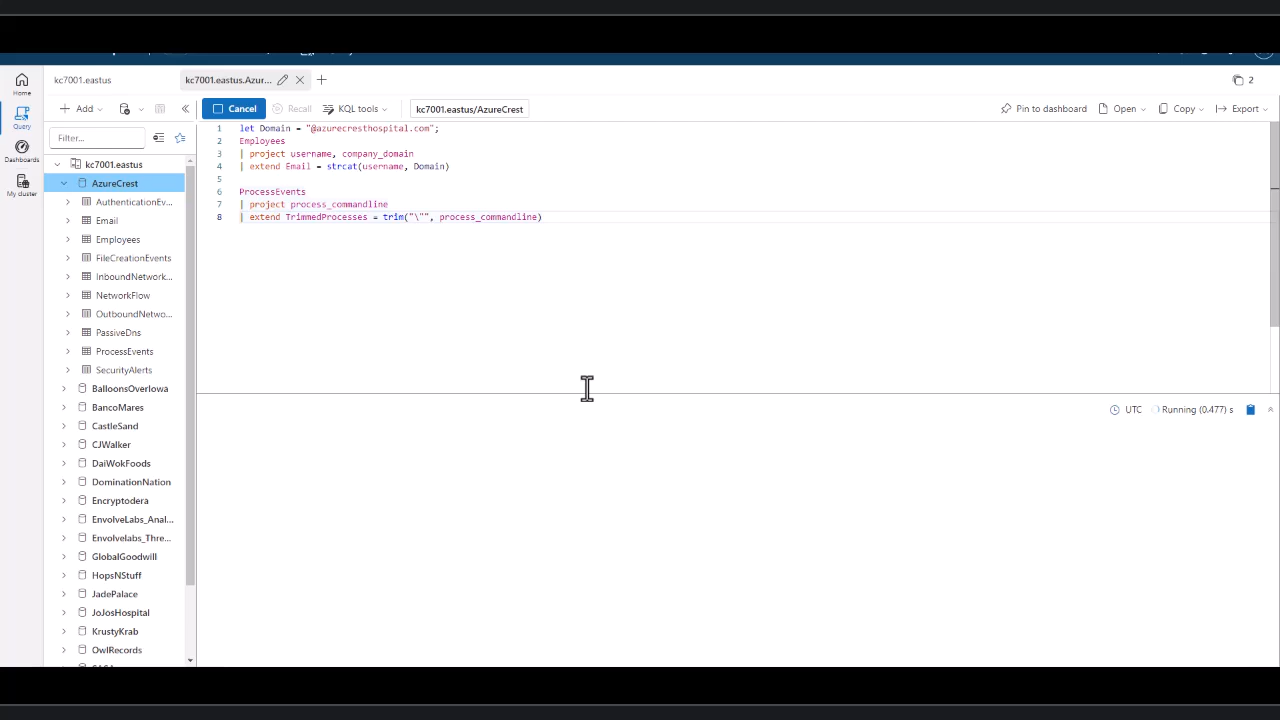 kc7001.eastus
kc7001.eastus.Azur...
2
Home
Query
Dashboards
My cluster
Add
Cancel
Recall
KQL tools
kc7001.eastus/AzureCrest
Pin to dashboard
Open
Copy
Export
Filter...
kc7001.eastus
AzureCrest
AuthenticationEv...
Email
Employees
FileCreationEvents
InboundNetwork...
NetworkFlow
OutboundNetwo...
PassiveDns
ProcessEvents
SecurityAlerts
BalloonsOverIowa
BancoMares
CastleSand
CJWalker
DaiWokFoods
DominationNation
Encryptodera
EnvolveLabs_Anal...
Envolvelabs_Thre...
GlobalGoodwill
HopsNStuff
JadePalace
JoJosHospital
KrustyKrab
OwlRecords
1 let Domain = "@azurecresthospital.com";
2 Employees
3 | project username, company_domain
4 | extend Email = strcat(username, Domain)
5
6 ProcessEvents
7 | project process_commandline
8 | extend TrimmedProcesses = trim("\"", process_commandline)
UTC
Running (0.477) s